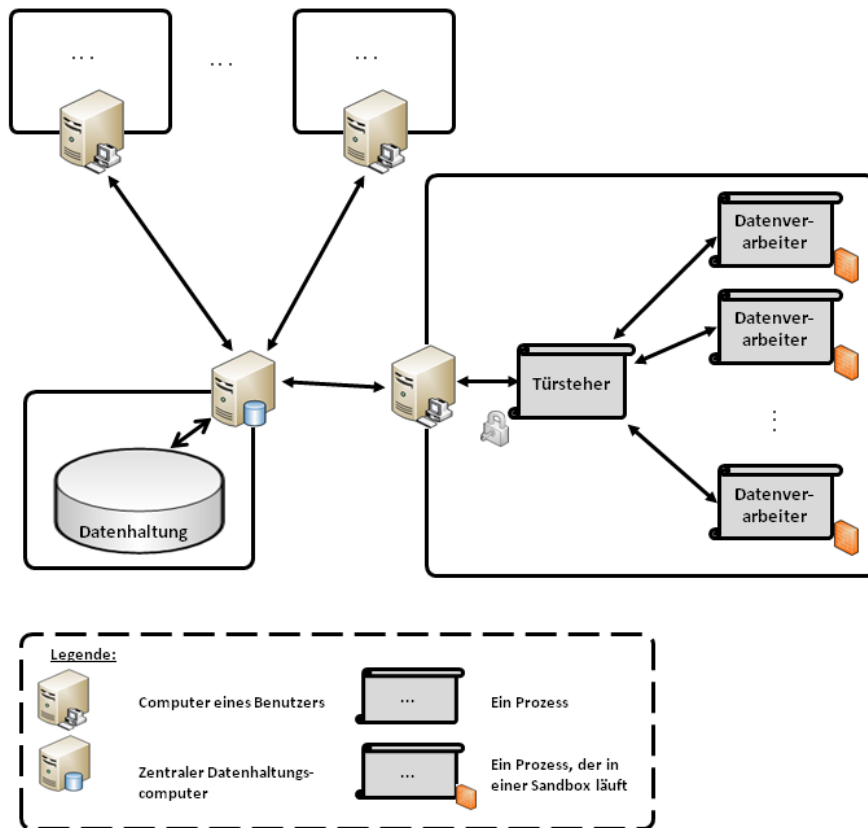 ...
...
...
Datenver-
arbeiter
Datenver-
arbeiter
Türsteher
...
Datenver-
arbeiter
Datenhaltung
Legende:
Computer eines Benutzers
...
Ein Prozess
Zentraler Datenhaltungs-
computer
...
Ein Prozess, der in
einer Sandbox läuft